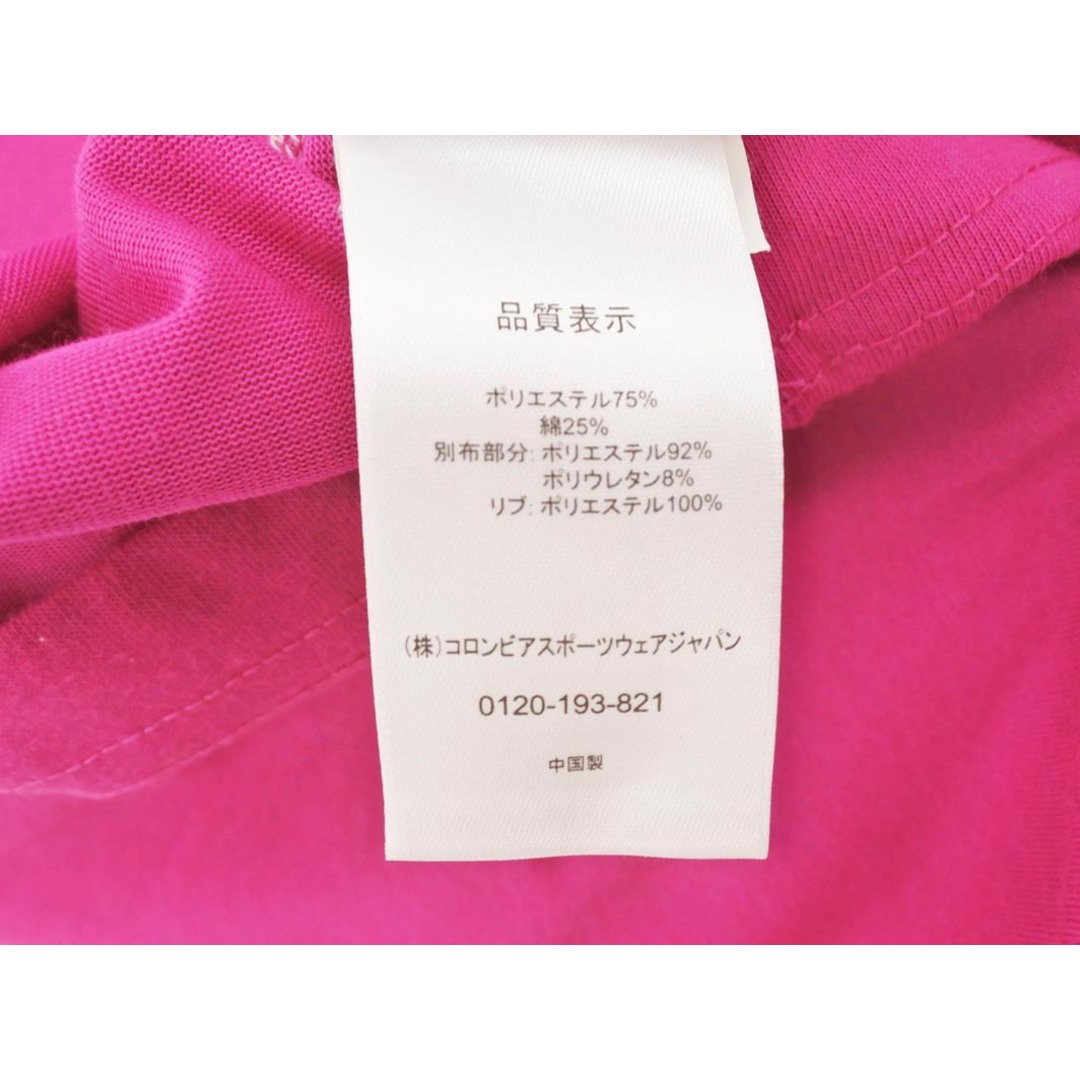 品質表示
ポリエステル75%
綿25%
別布部分: ポリエステル92%
ポリウレタン8%
リブ: ポリエステル100%
(株)コロンビアスポーツウェアジャパン
0120-193-821
中国製